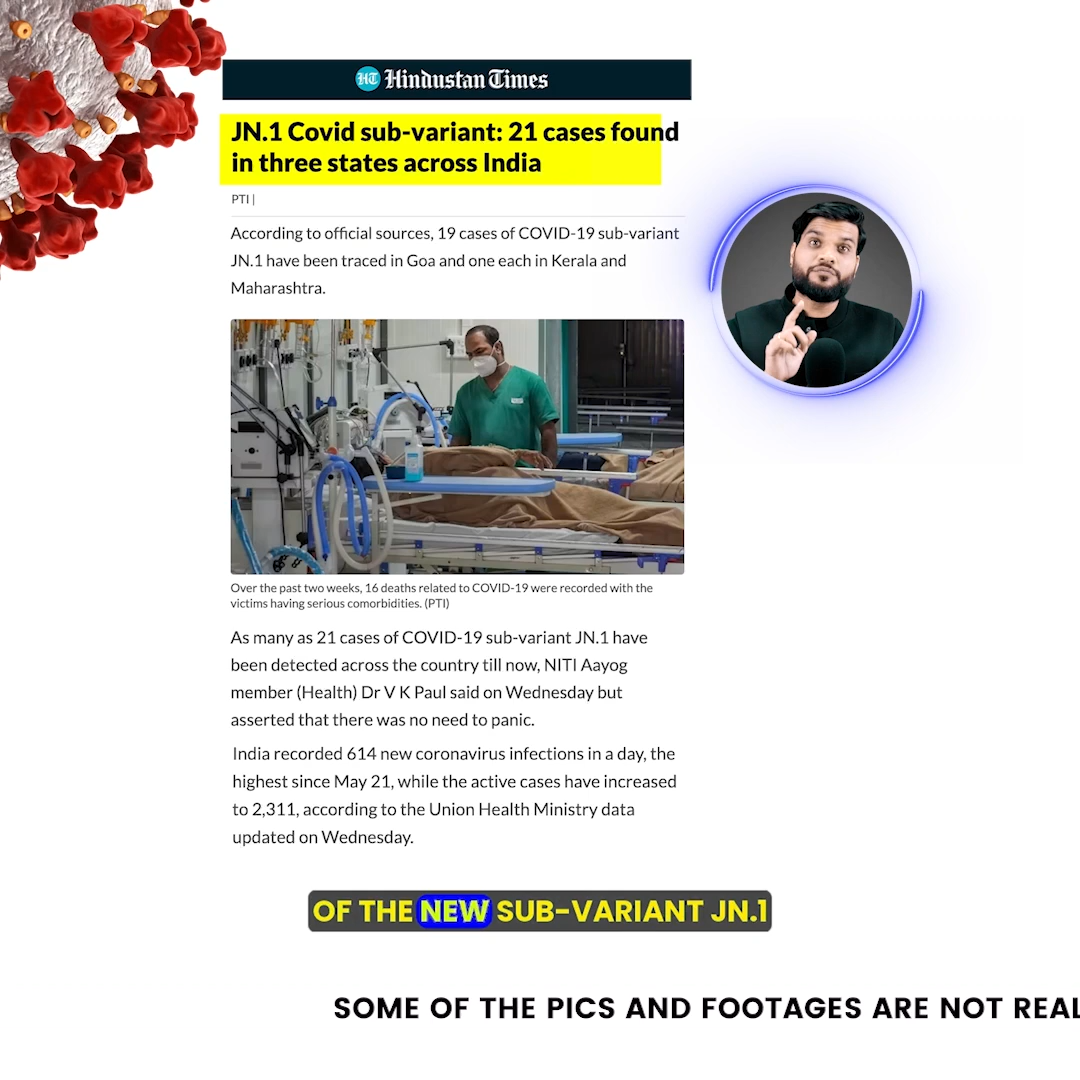 HT Hindustan Times
JN.1 Covid sub-variant: 21 cases found
in three states across India
PTI |
According to official sources, 19 cases of COVID-19 sub-variant
JN.1 have been traced in Goa and one each in Kerala and
Maharashtra.
Over the past two weeks, 16 deaths related to COVID-19 were recorded with the
victims having serious comorbidities. (PTI)
As many as 21 cases of COVID-19 sub-variant JN.1 have
been detected across the country till now, NITI Aayog
member (Health) Dr V K Paul said on Wednesday but
asserted that there was no need to panic.
India recorded 614 new coronavirus infections in a day, the
highest since May 21, while the active cases have increased
to 2,311, according to the Union Health Ministry data
updated on Wednesday.
OF THE NEW SUB-VARIANT JN.1
SOME OF THE PICS AND FOOTAGES ARE NOT REAL